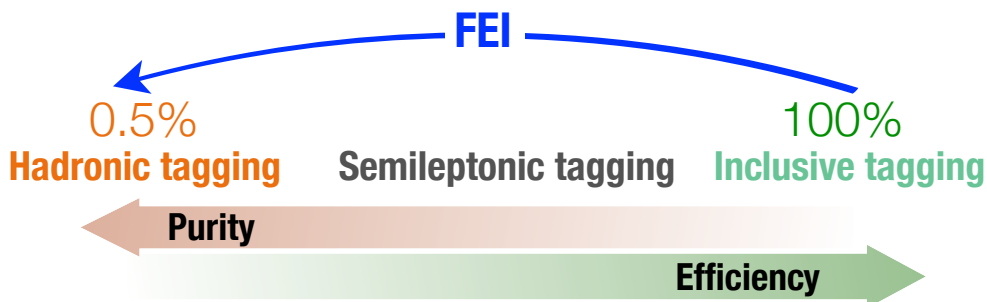 FEI
0.5% 100%
Hadronic tagging Semileptonic tagging Inclusive tagging
Purity
Efficiency